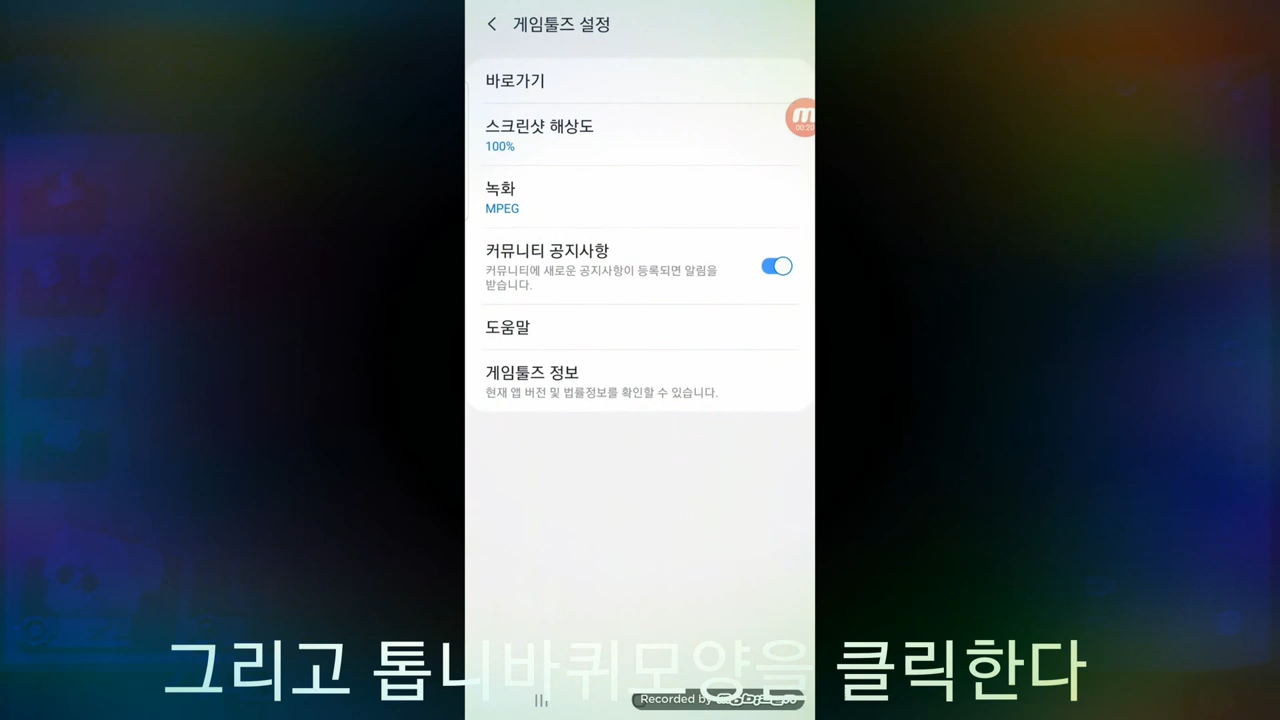 게임툴즈 설정
바로가기
스크린샷 해상도
100%
녹화
MPEG
커뮤니티 공지사항
커뮤니티에 새로운 공지사항이 등록되면 알림을
받습니다.
도움말
게임툴즈 정보
현재 앱 버전 및 법률정보를 확인할 수 있습니다.
m
00:20
그리고 톱니바퀴모양을 클릭한다
Recorded by mobizen